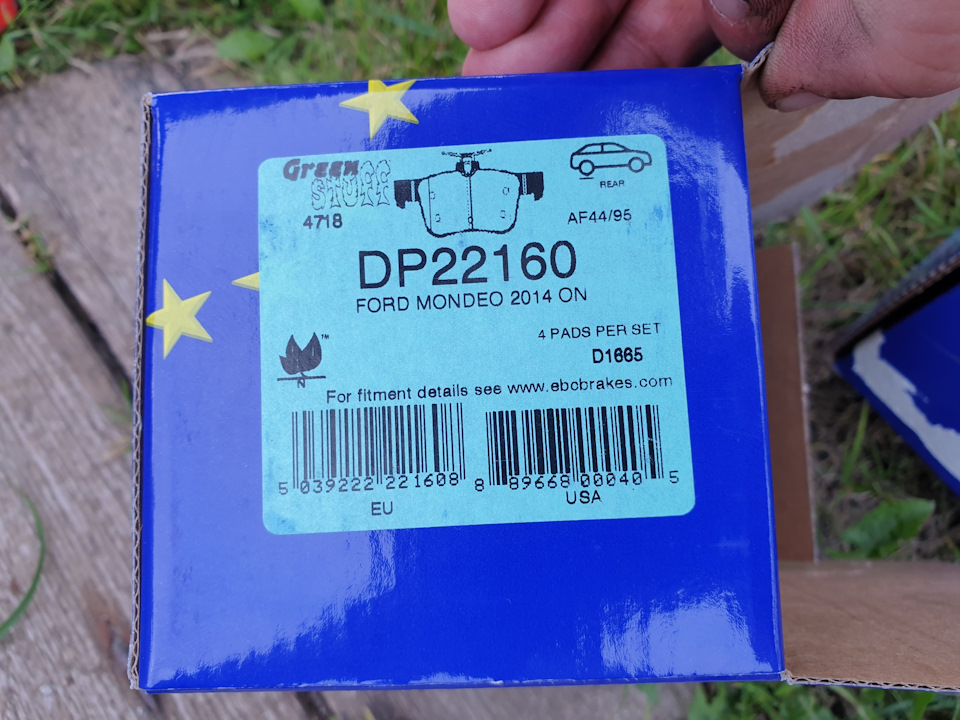 Green
STUFF
4718
REAR
AF44/95
DP22160
FORD MONDEO 2014 ON
4 PADS PER SET
D1665
™
N
For fitment details see www.ebcbrakes.com
5 039222 221608
8 89668 00040 5
EU
USA